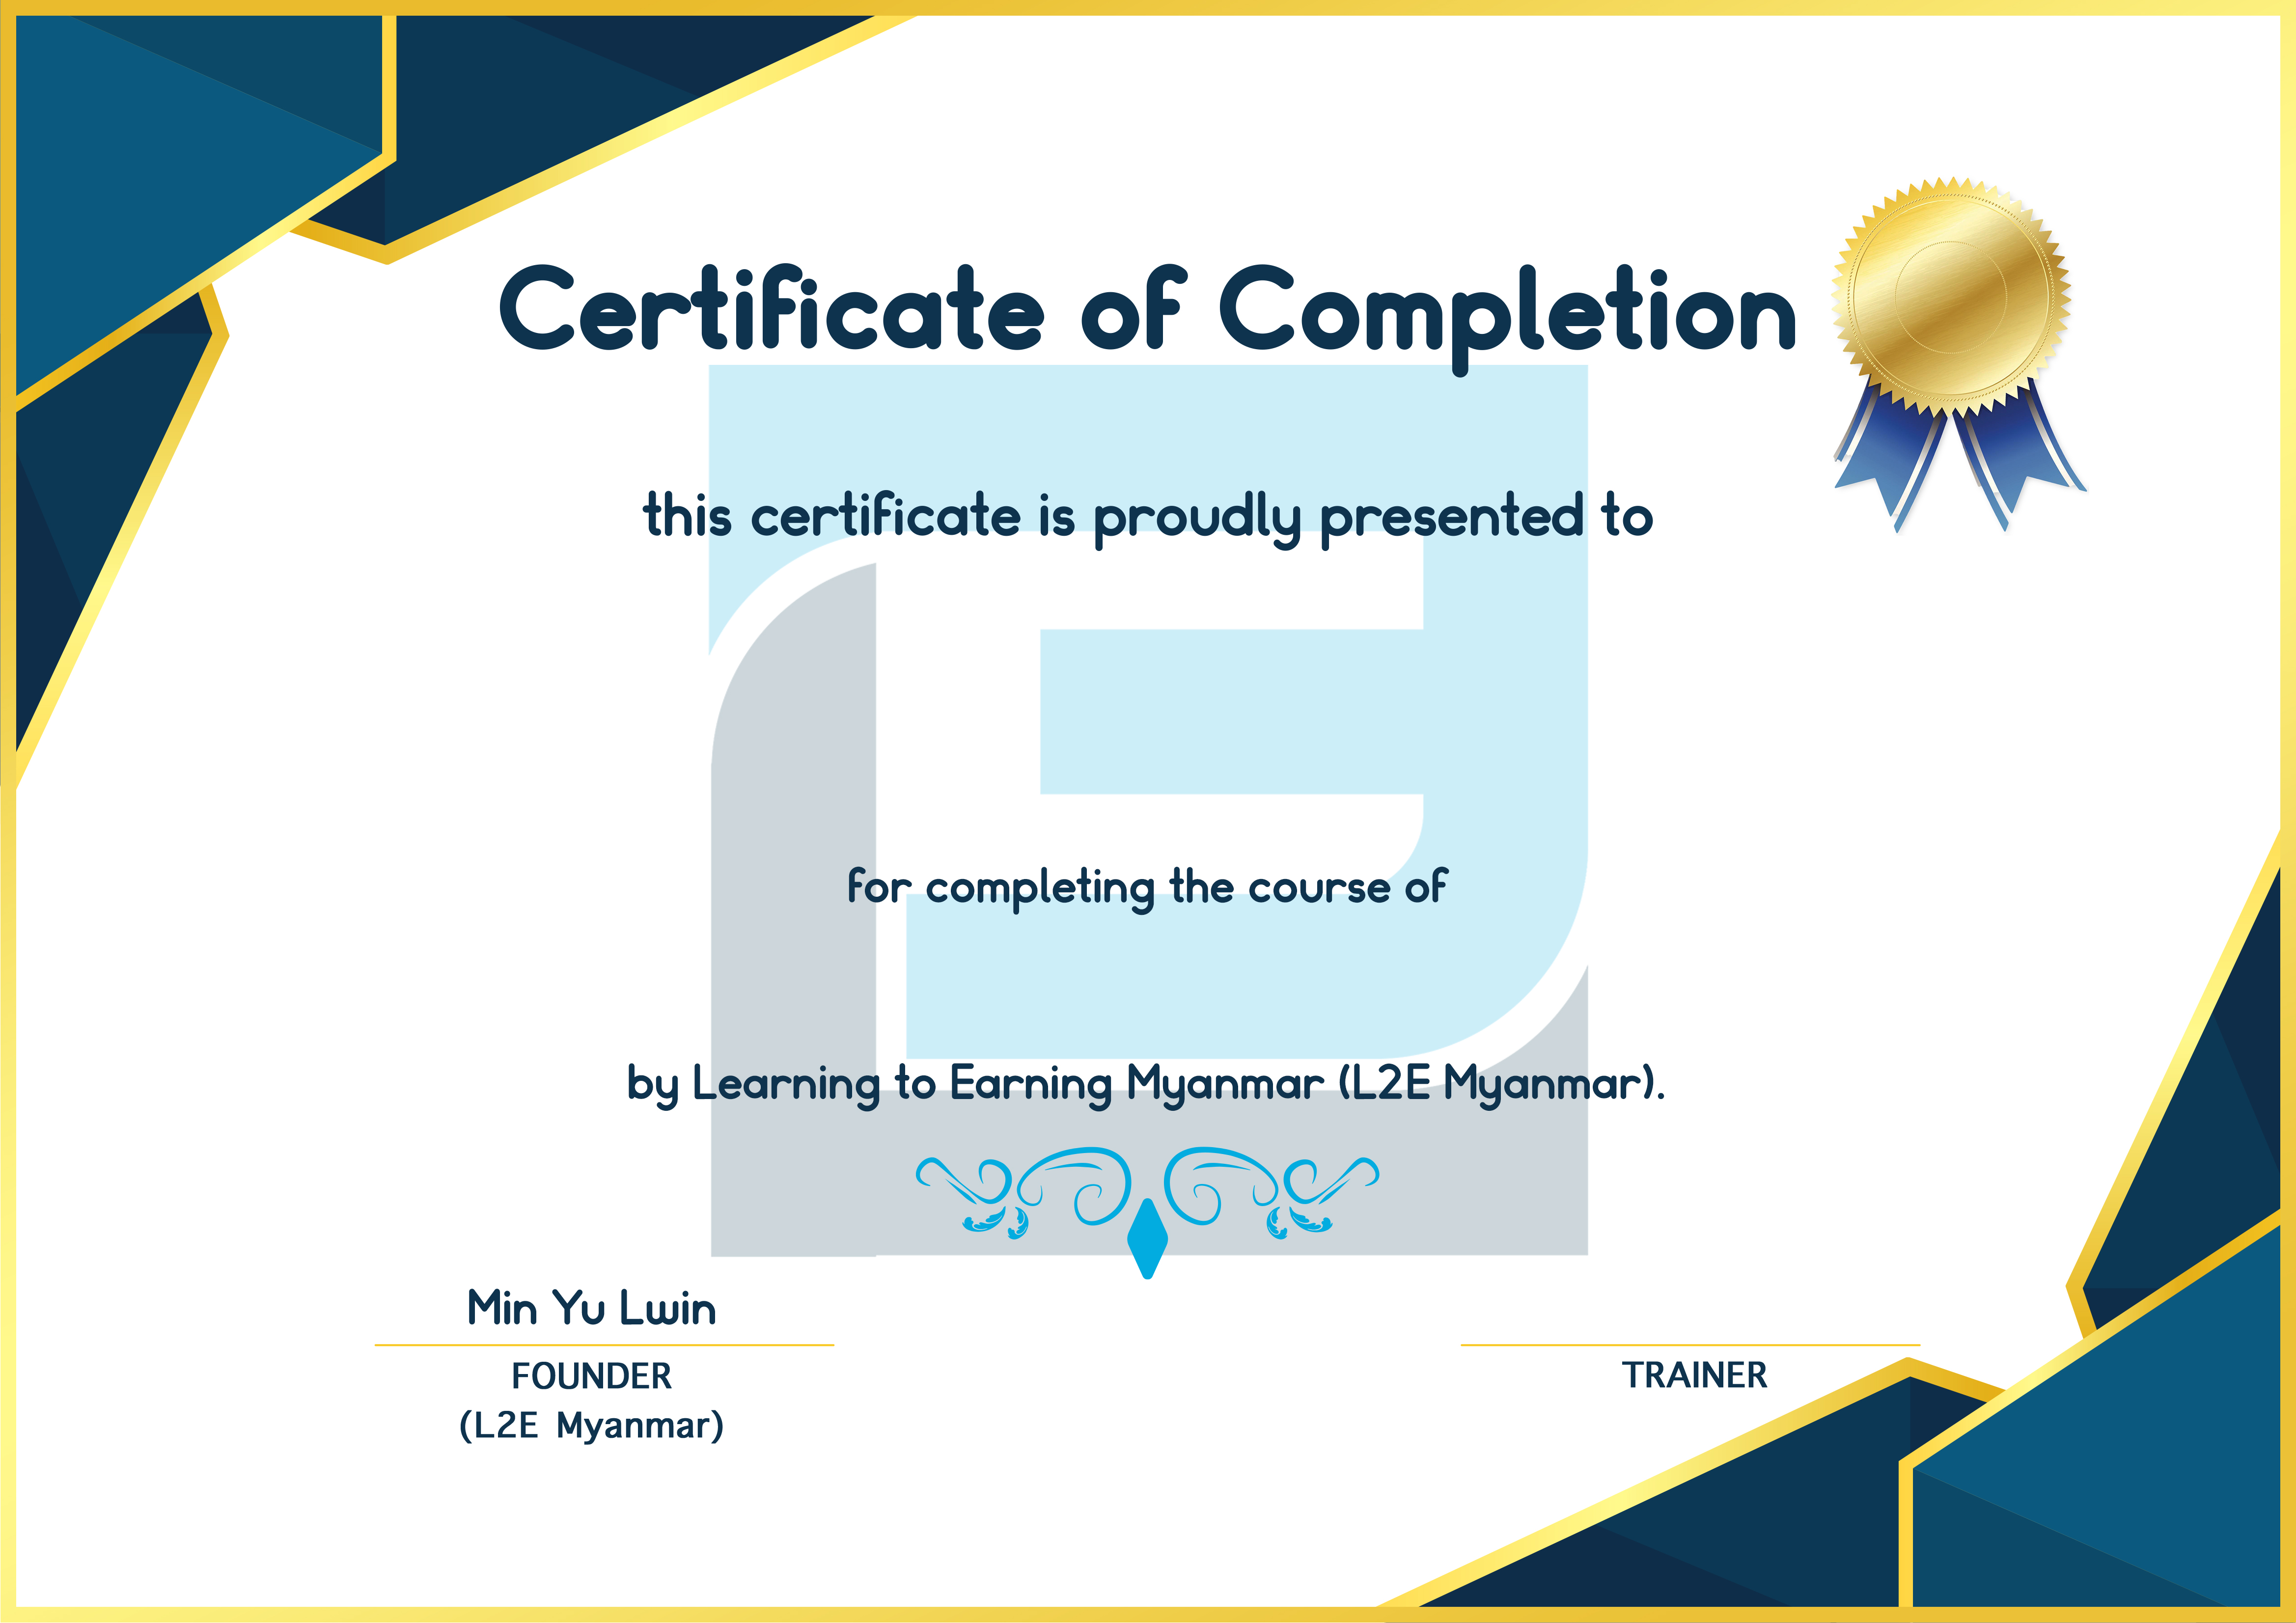 Certificate of Completion
this certificate is proudly presented to
for completing the course of
by Learning to Earning Myanmar (L2E Myanmar).
Min Yu Lwin
FOUNDER
(L2E Myanmar)
TRAINER